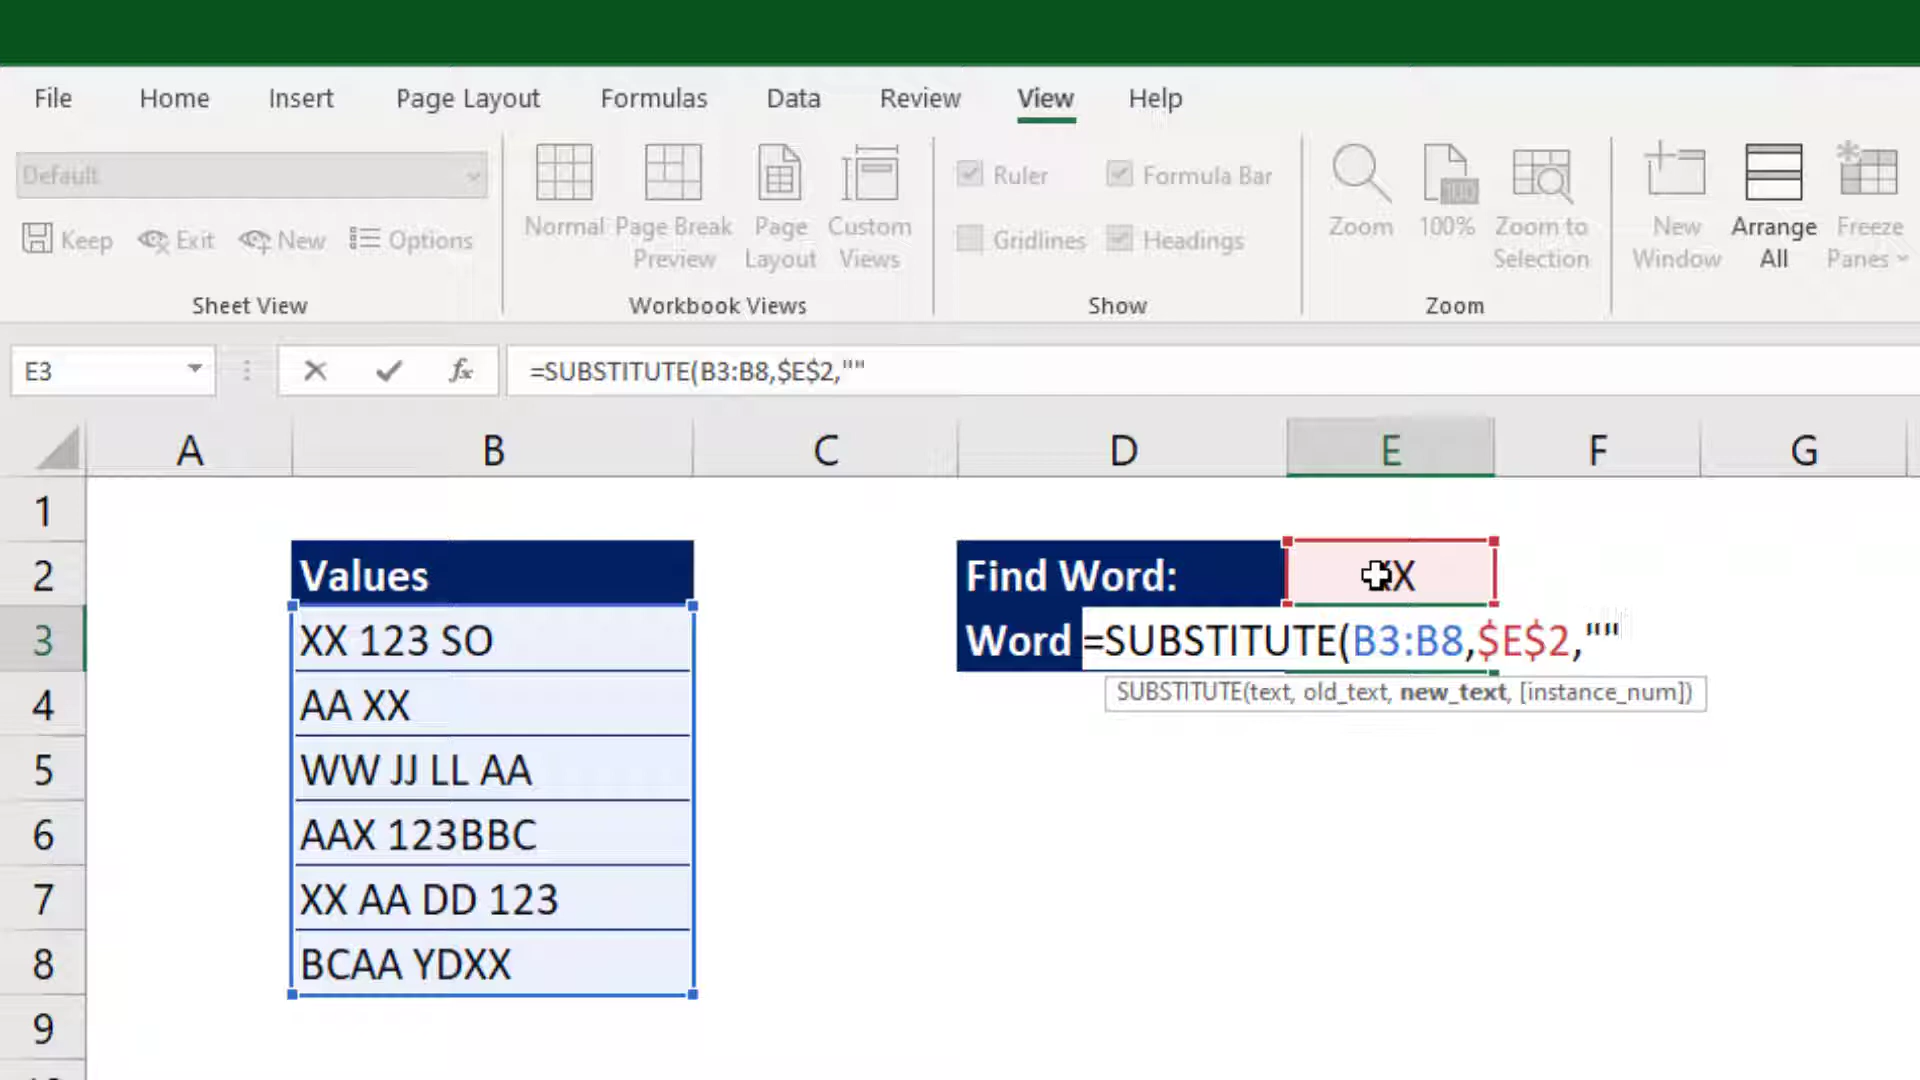 File Home Insert Page Layout Formulas Data Review View Help
Default
Keep Exit New Options
Sheet View
Normal Page Break Preview Page Layout Custom Views
Workbook Views
Ruler Formula Bar
Gridlines Headings
Show
Zoom 100% Zoom to Selection
Zoom
New Window Arrange All Freeze Panes
E3 fx =SUBSTITUTE(B3:B8,$E$2,""
A B C D E F G
1
2 Values Find Word: XX
3 XX 123 SO Word =SUBSTITUTE(B3:B8,$E$2,""
SUBSTITUTE(text, old_text, new_text, [instance_num])
4 AA XX
5 WW JJ LL AA
6 AAX 123BBC
7 XX AA DD 123
8 BCAA YDXX
9